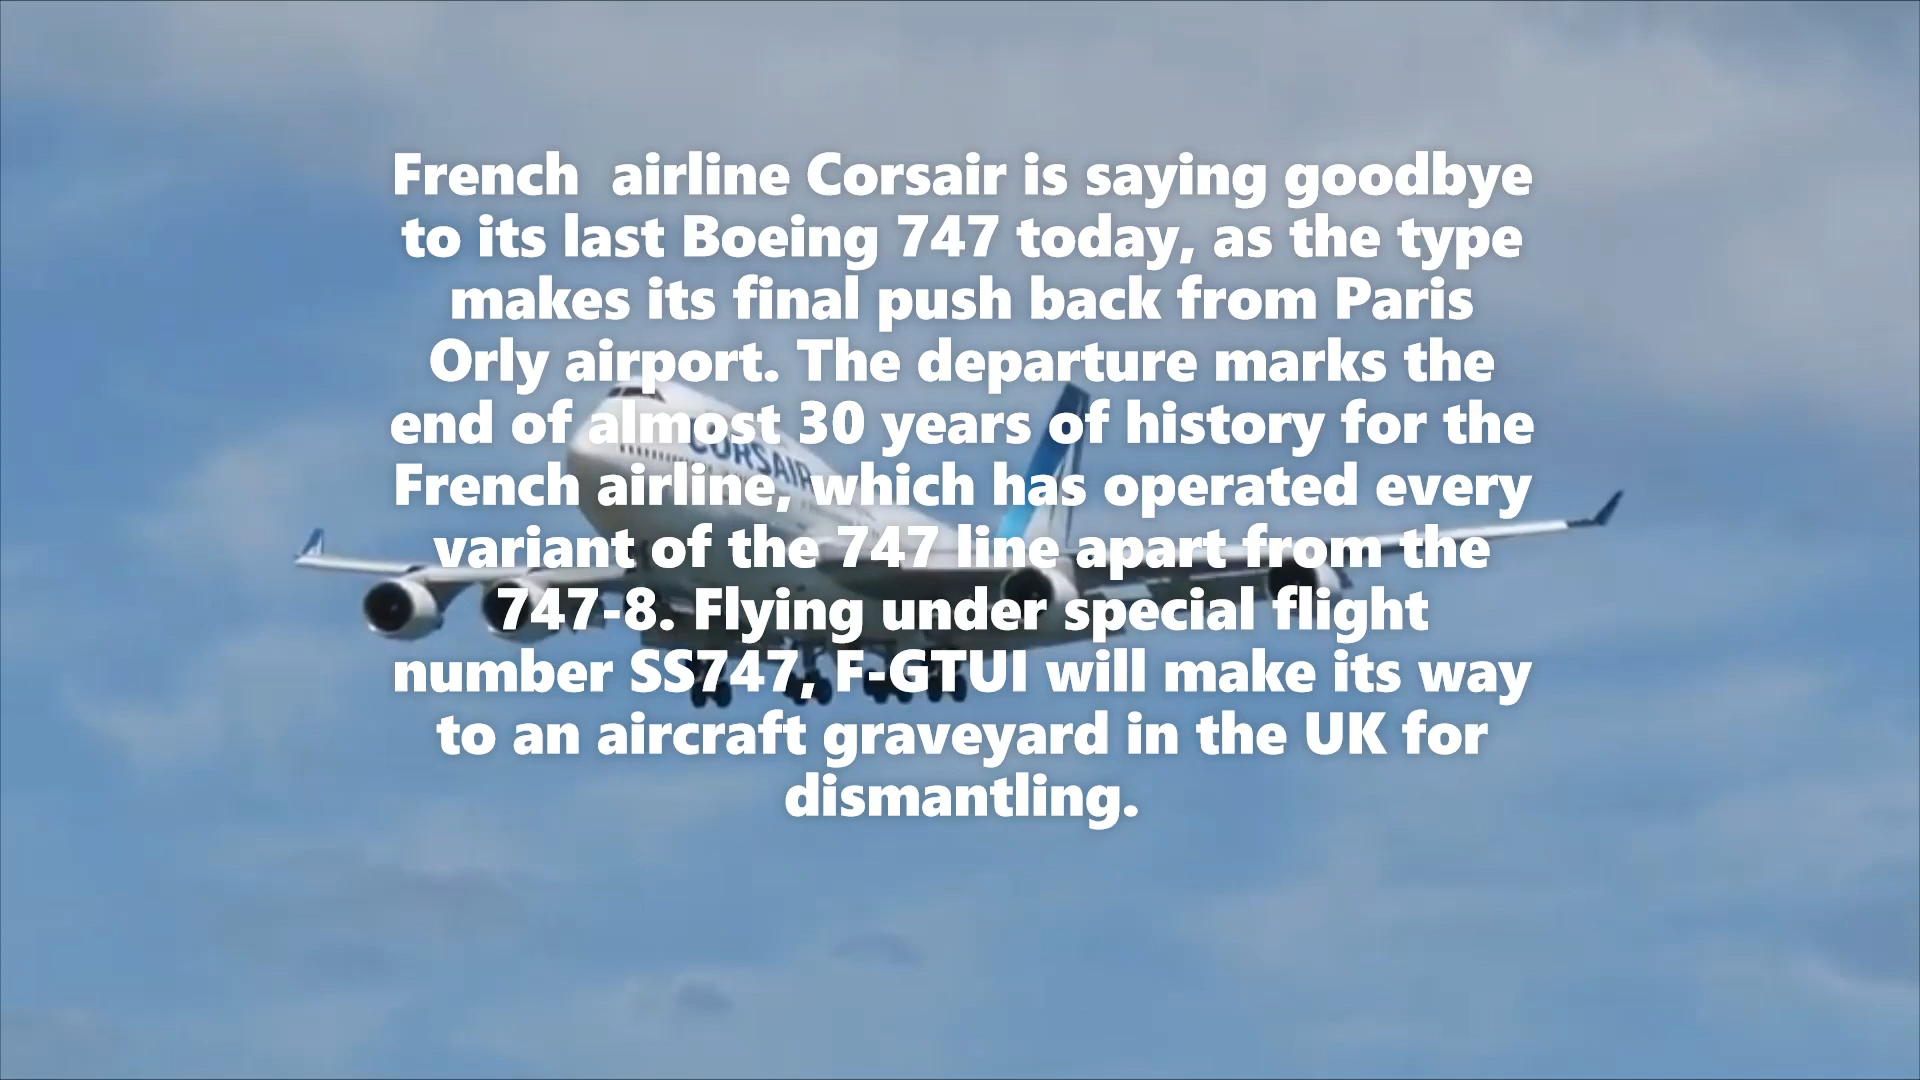 French  airline Corsair is saying goodbye
to its last Boeing 747 today, as the type
makes its final push back from Paris
Orly airport. The departure marks the
end of almost 30 years of history for the
French airline, which has operated every
variant of the 747 line apart from the
747-8. Flying under special flight
number SS747, F-GTUI will make its way
to an aircraft graveyard in the UK for
dismantling.
CORSAIR